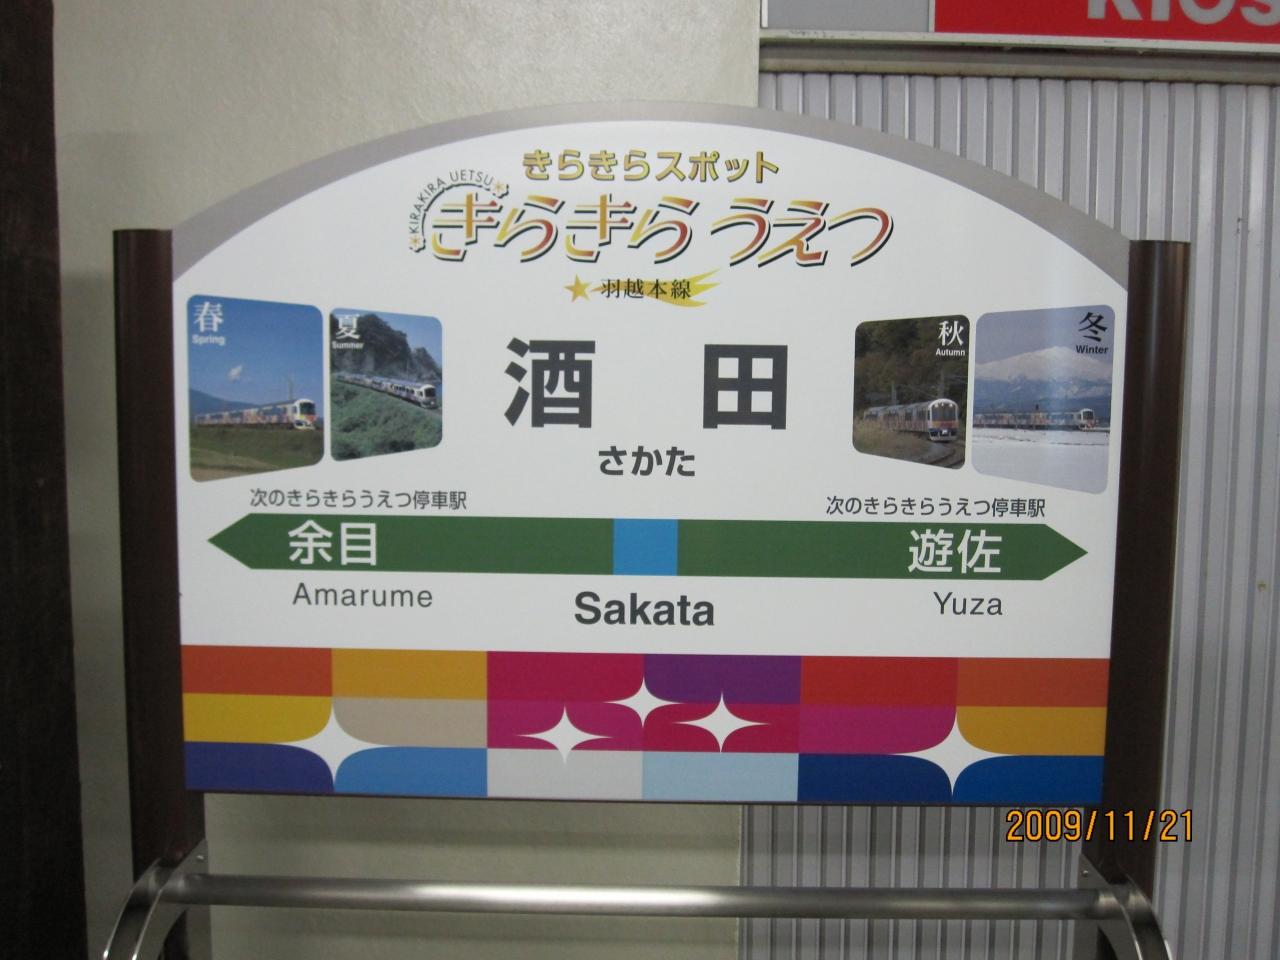 KIOS
きらきらスポット
KIRAKIRA UETSU
きらきらうえつ
羽越本線
春
Spring
夏
Summer
秋
Autumn
冬
Winter
酒田
さかた
次のきらきらうえつ停車駅
次のきらきらうえつ停車駅
余目
遊佐
Amarume
Sakata
Yuza
2009/11/21